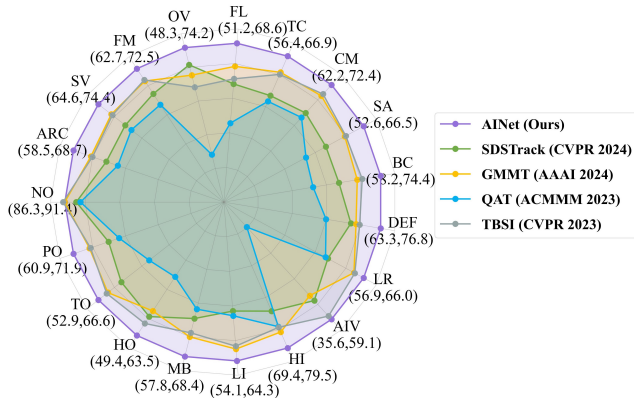 FL
(51.2,68.6)
TC
(56.4,66.9)
CM
(62.2,72.4)
SA
(52.6,66.5)
BC
(53.2,74.4)
DEF
(63.3,76.8)
LR
(56.9,66.0)
AIV
(35.6,59.1)
HI
(69.4,79.5)
LI
(54.1,64.3)
MB
(57.8,68.4)
HO
(49.4,63.5)
TO
(52.9,66.6)
PO
(60.9,71.9)
NO
(86.3,91.4)
ARC
(58.5,68.7)
SV
(64.6,74.4)
FM
(62.7,72.5)
OV
(48.3,74.2)
AINet (Ours)
SDSTrack (CVPR 2024)
GMMT (AAAI 2024)
QAT (ACMMM 2023)
TBSI (CVPR 2023)